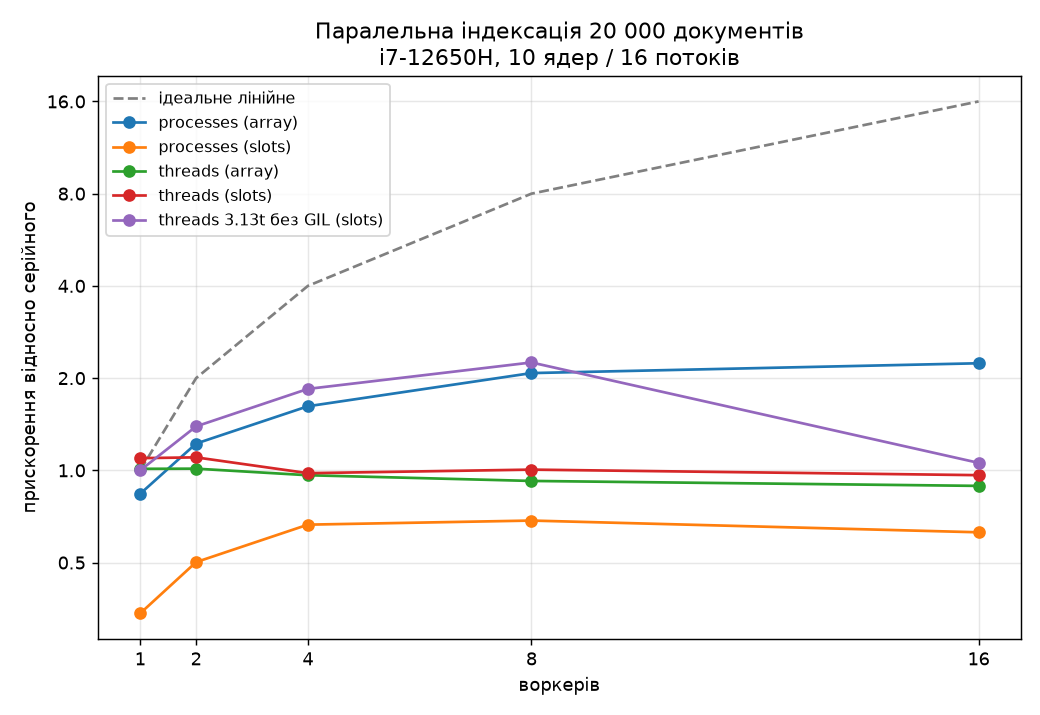 Паралельна індексація 20 000 документів
i7-12650H, 10 ядер / 16 потоків
16.0
8.0
4.0
2.0
1.0
0.5
прискорення відносно серійного
ідеальне лінійне
processes (array)
processes (slots)
threads (array)
threads (slots)
threads 3.13t без GIL (slots)
1
2
4
8
16
воркерів